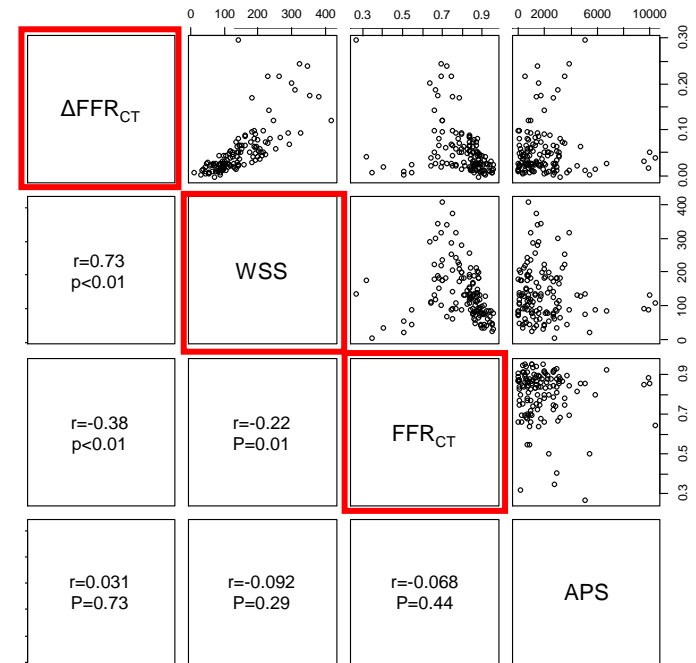 0 100 200 300 400
0.3 0.5 0.7 0.9
0 2000 6000 10000
ΔFFRCT
0.00 0.10 0.20 0.30
r=0.73
p<0.01
WSS
0 100 200 300 400
r=-0.38
p<0.01
r=-0.22
P=0.01
FFRCT
0.3 0.5 0.7 0.9
r=0.031
P=0.73
r=-0.092
P=0.29
r=-0.068
P=0.44
APS